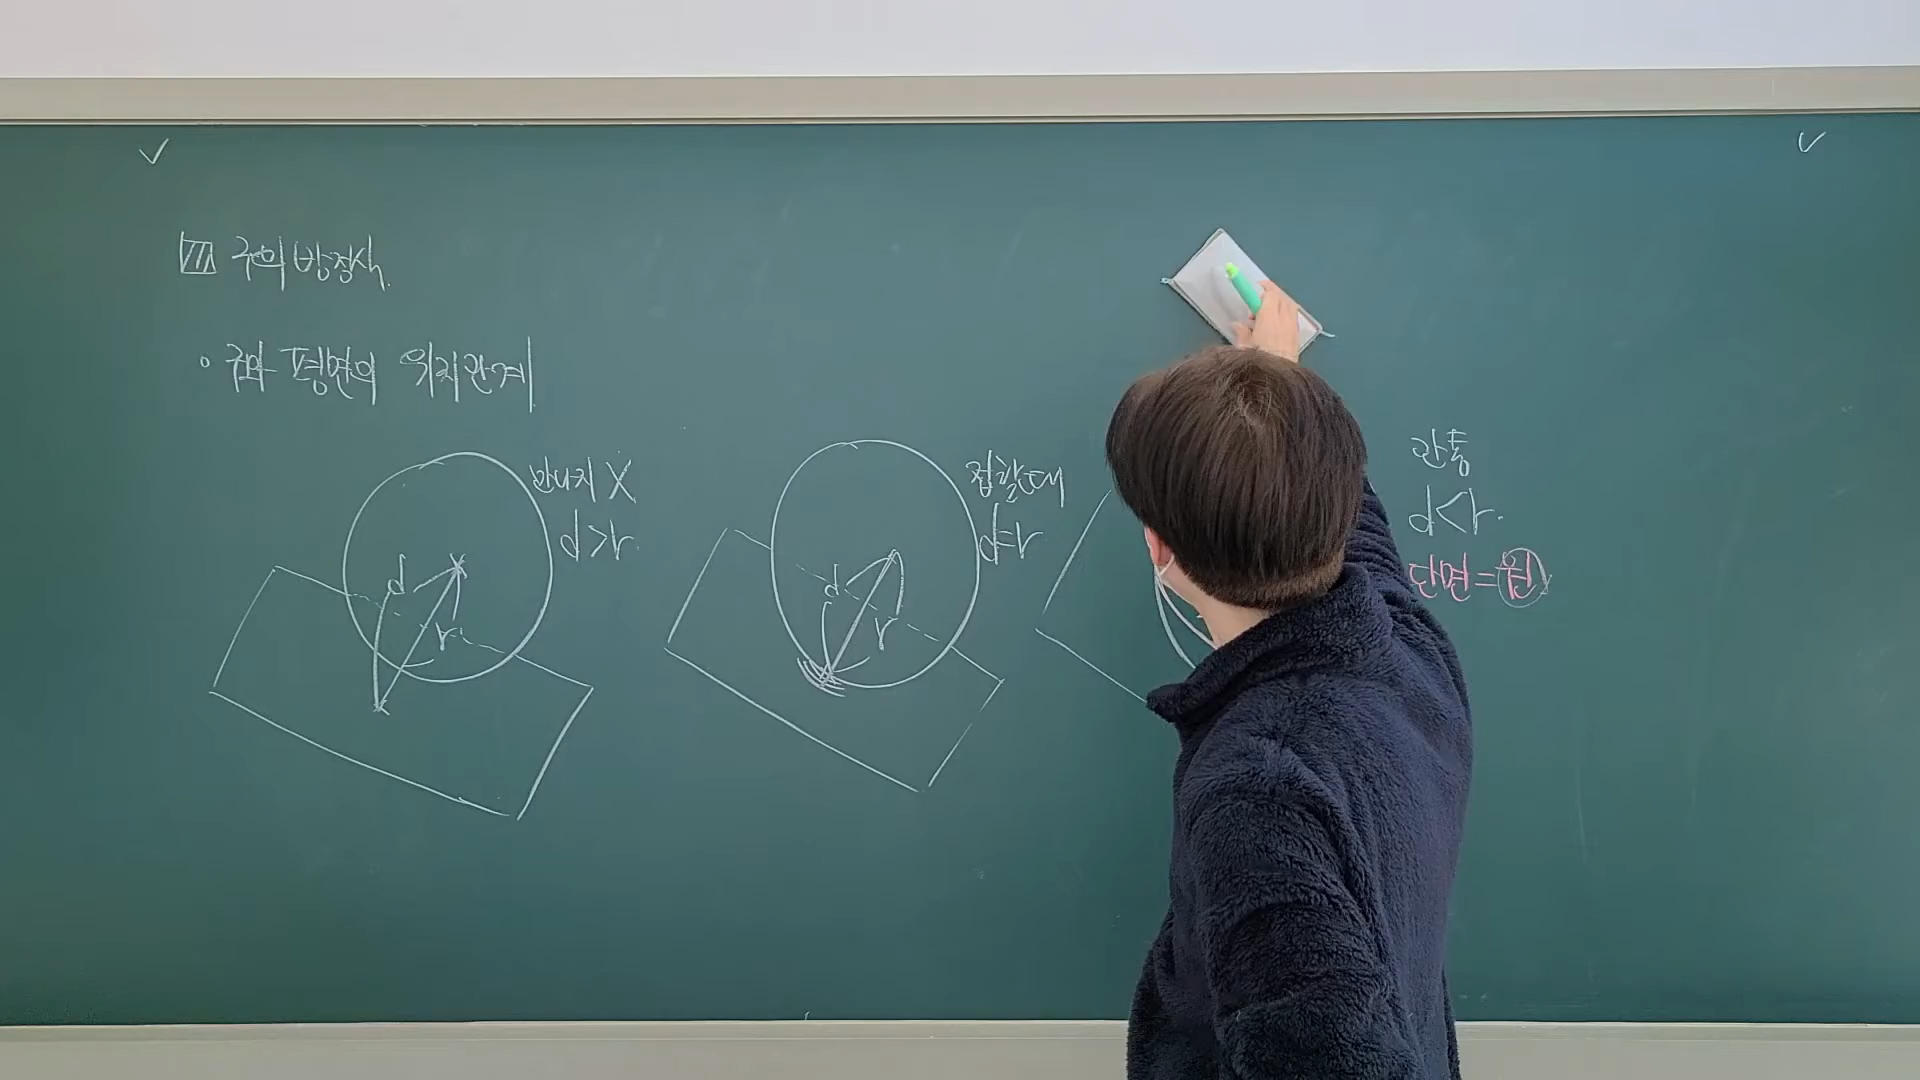 구의 방정식
• 구와 평면의 위치관계
만나지 X
d > r
d
r
접할 때
d = r
d
r
관통
d < r.
단면 = 원